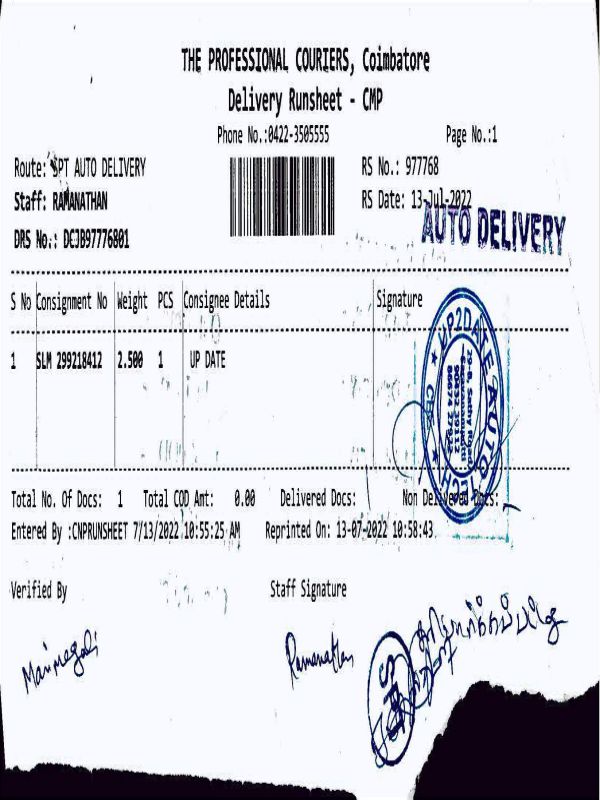 THE PROFESSIONAL COURIERS, Coimbatore
Delivery Runsheet - CMP
Phone No.:0422-3505555 Page No.:1
Route: SPT AUTO DELIVERY RS No.: 977768
Staff: RAMANATHAN RS Date: 13-Jul-2022
AUTO DELIVERY
DRS No.: DCJB97776801
S No Consignment No Weight PCS Consignee Details Signature
1 SLM 299218412 2.500 1 UP DATE
UP2DATE AUTO TECH
CBE
Total No. Of Docs: 1 Total COD Amt: 0.00 Delivered Docs: Non Delivered Docs:
Entered By :CNPRUNSHEET 7/13/2022 10:55:25 AM Reprinted On: 13-07-2022 10:58:43
Verified By Staff Signature
Ramanathan